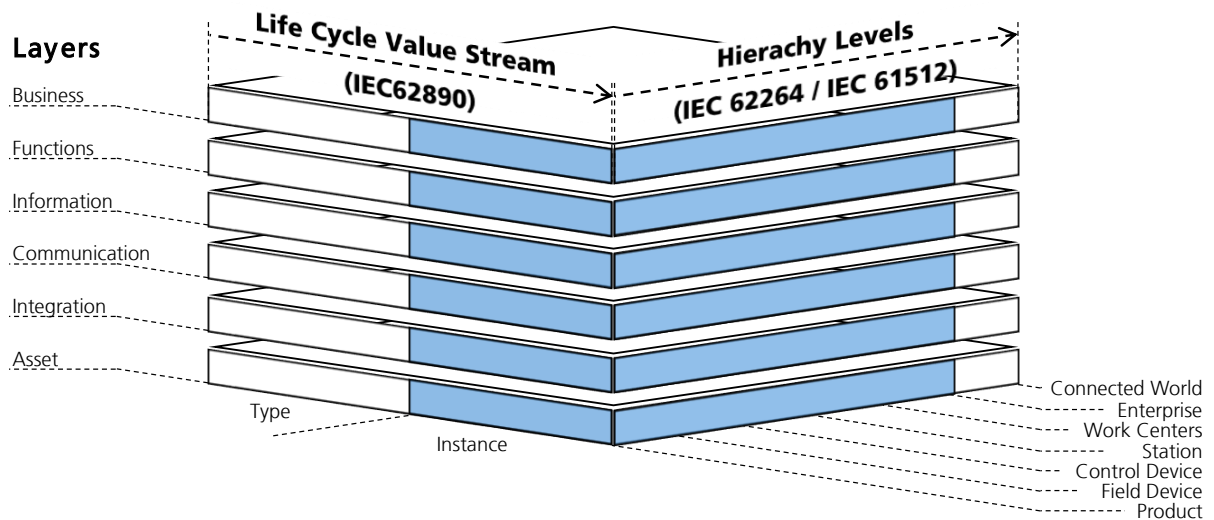 Layers
Life Cycle Value Stream
(IEC62890)
Hierachy Levels
(IEC 62264 / IEC 61512)
Business
Functions
Information
Communication
Integration
Asset
Type
Instance
Connected World
Enterprise
Work Centers
Station
Control Device
Field Device
Product